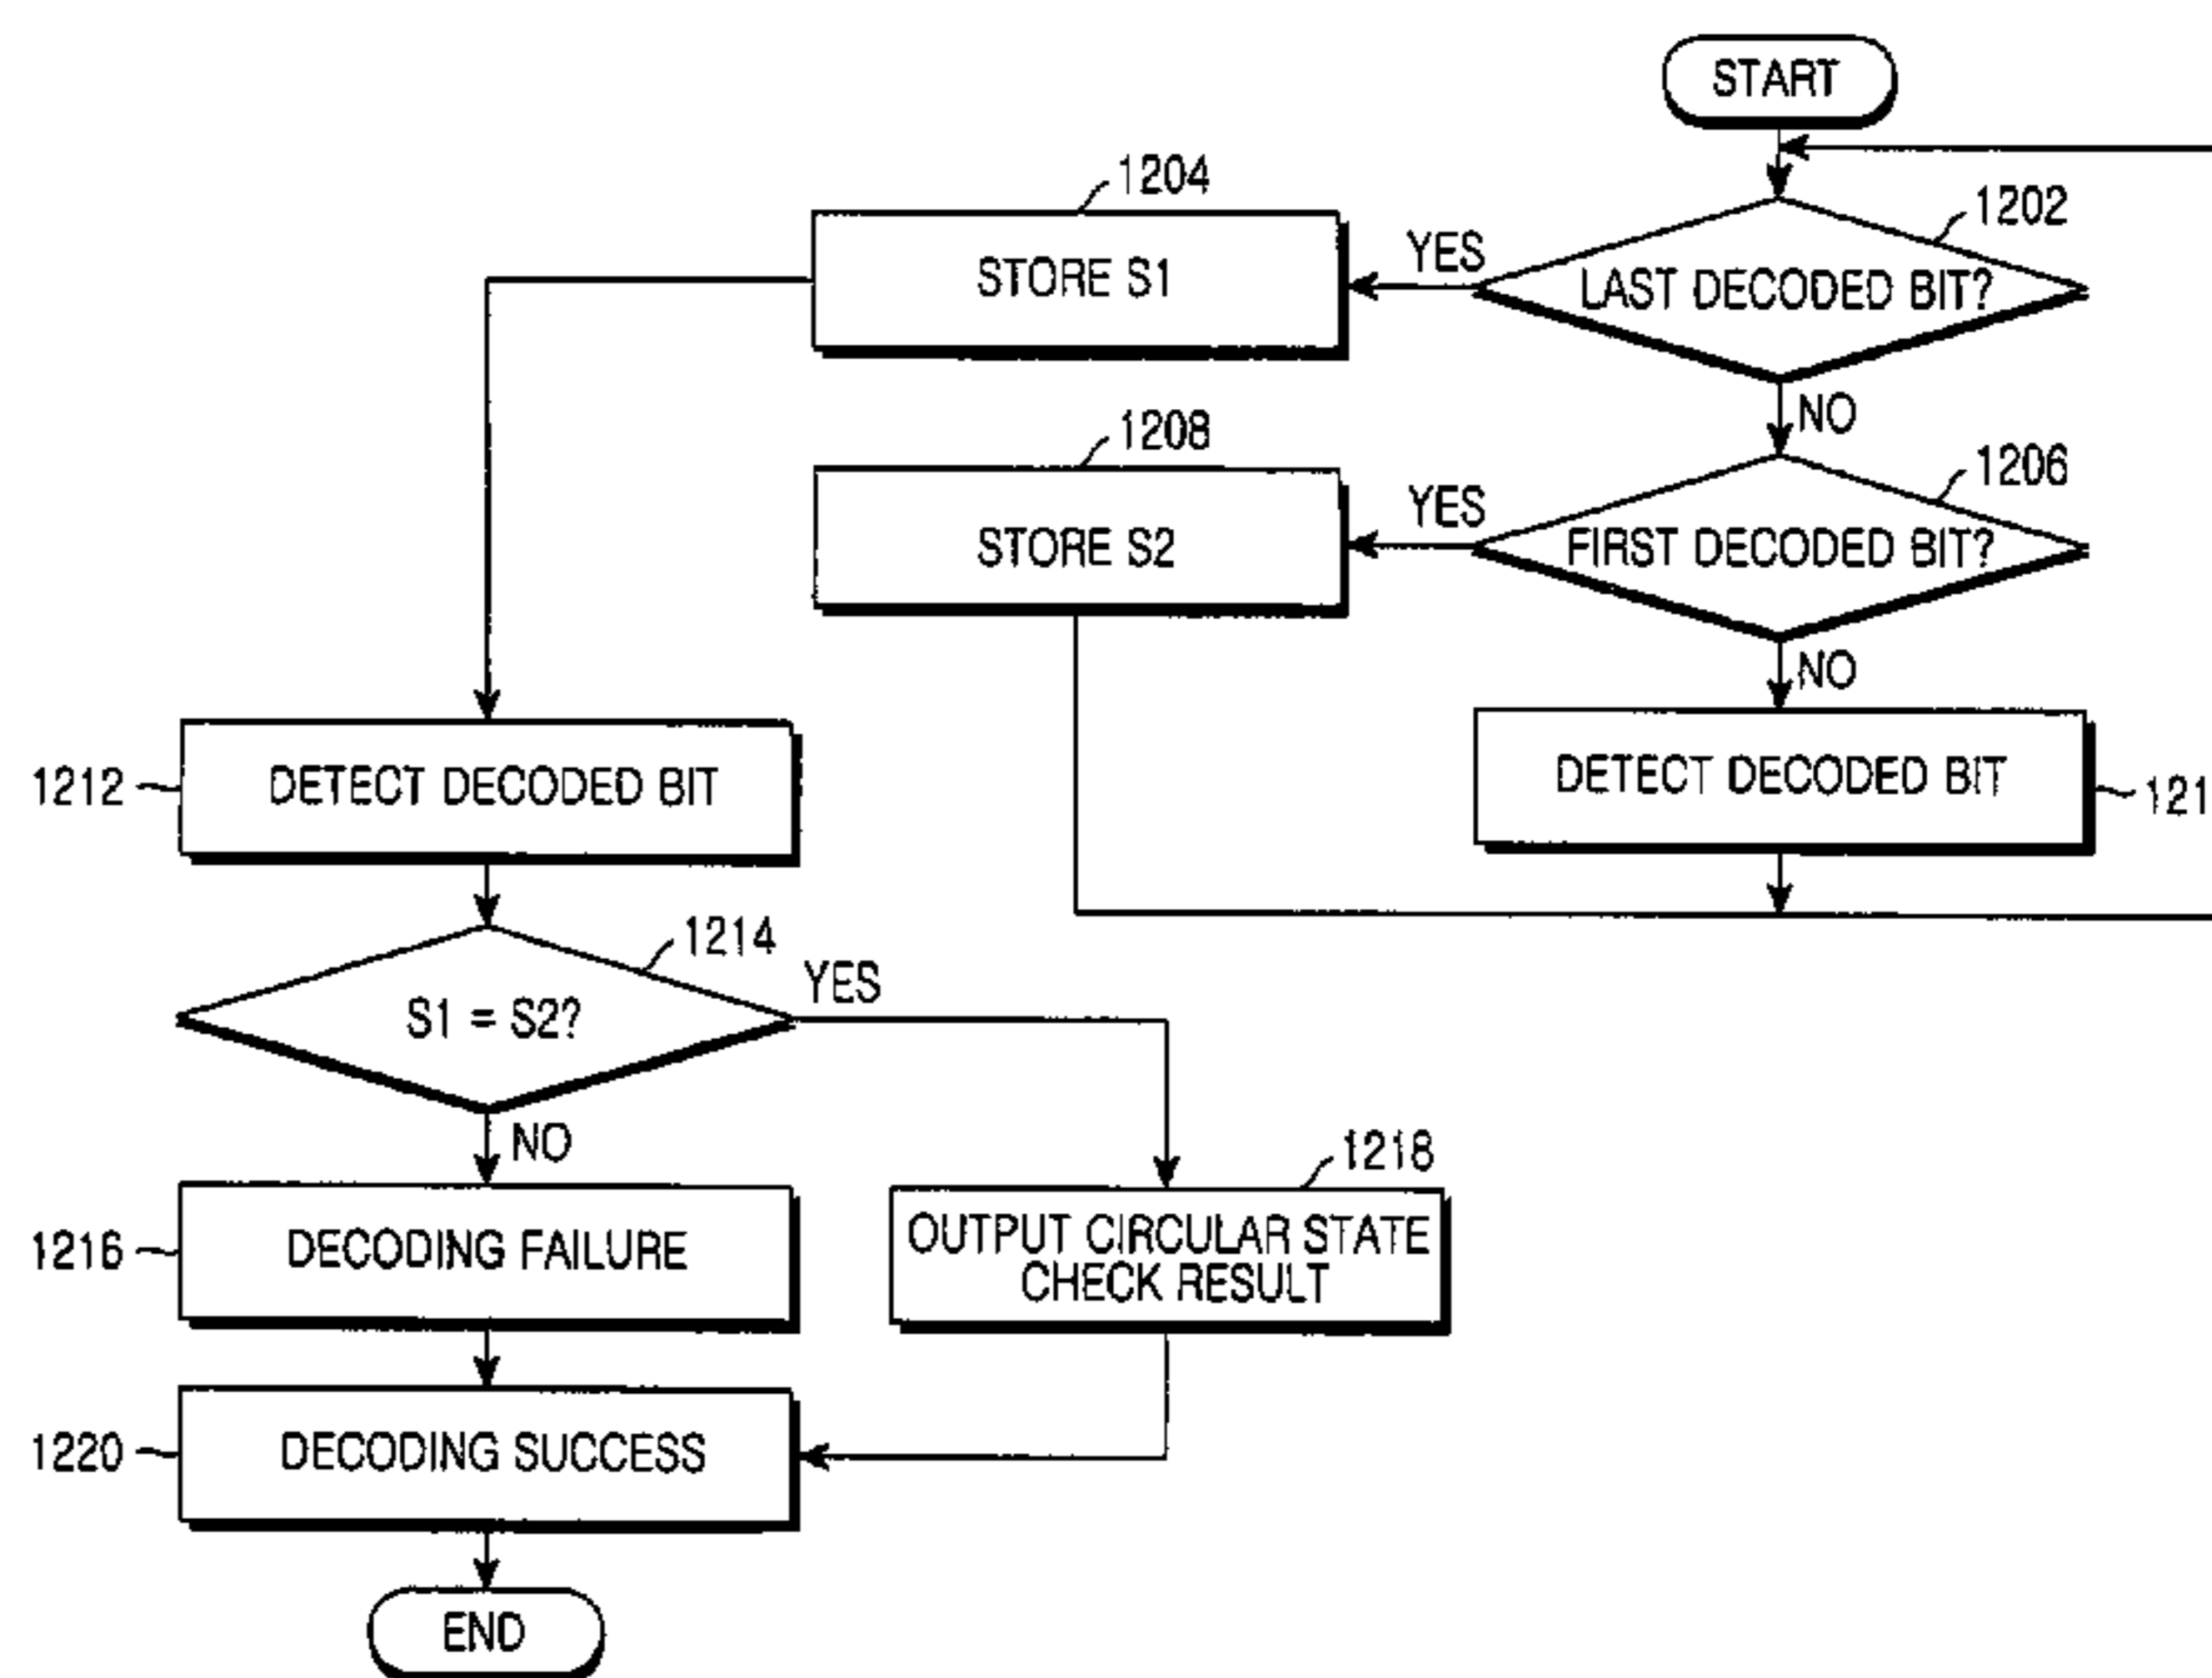 START
1204
1202
STORE S1
YES
LAST DECODED BIT?
NO
1208
1206
STORE S2
YES
FIRST DECODED BIT?
NO
1212
DETECT DECODED BIT
DETECT DECODED BIT
121
1214
YES
S1 = S2?
NO
1218
1216
DECODING FAILURE
OUTPUT CIRCULAR STATE
CHECK RESULT
1220
DECODING SUCCESS
END